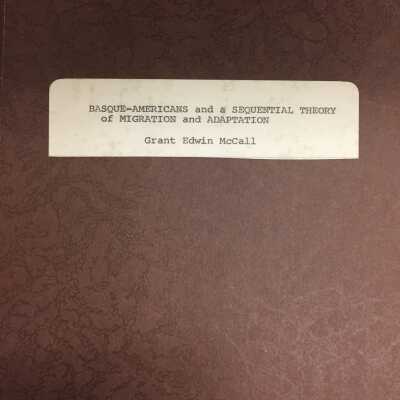 BASQUE-AMERICANS and a SEQUENTIAL THEORY
of MIGRATION and ADAPTATION
Grant Edwin McCall